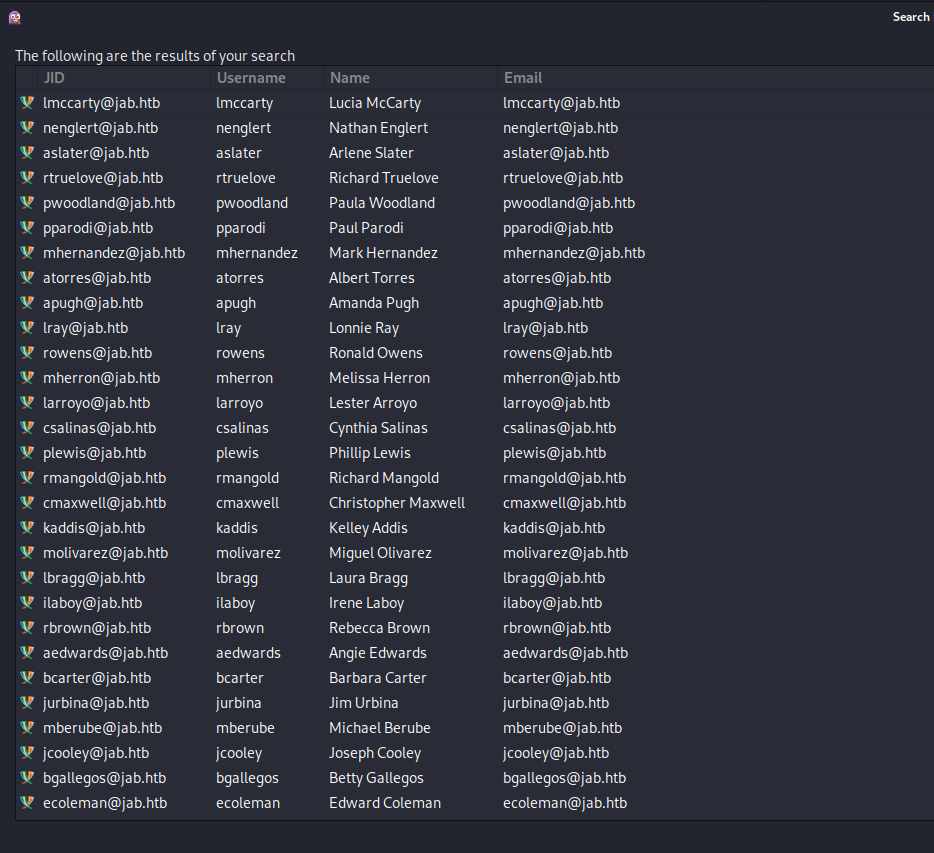 Search
The following are the results of your search
JID Username Name Email
lmccarty@jab.htb lmccarty Lucia McCarty lmccarty@jab.htb
nenglert@jab.htb nenglert Nathan Englert nenglert@jab.htb
aslater@jab.htb aslater Arlene Slater aslater@jab.htb
rtruelove@jab.htb rtruelove Richard Truelove rtruelove@jab.htb
pwoodland@jab.htb pwoodland Paula Woodland pwoodland@jab.htb
pparodi@jab.htb pparodi Paul Parodi pparodi@jab.htb
mhernandez@jab.htb mhernandez Mark Hernandez mhernandez@jab.htb
atorres@jab.htb atorres Albert Torres atorres@jab.htb
apugh@jab.htb apugh Amanda Pugh apugh@jab.htb
lray@jab.htb lray Lonnie Ray lray@jab.htb
rowens@jab.htb rowens Ronald Owens rowens@jab.htb
mherron@jab.htb mherron Melissa Herron mherron@jab.htb
larroyo@jab.htb larroyo Lester Arroyo larroyo@jab.htb
csalinas@jab.htb csalinas Cynthia Salinas csalinas@jab.htb
plewis@jab.htb plewis Phillip Lewis plewis@jab.htb
rmangold@jab.htb rmangold Richard Mangold rmangold@jab.htb
cmaxwell@jab.htb cmaxwell Christopher Maxwell cmaxwell@jab.htb
kaddis@jab.htb kaddis Kelley Addis kaddis@jab.htb
molivarez@jab.htb molivarez Miguel Olivarez molivarez@jab.htb
lbragg@jab.htb lbragg Laura Bragg lbragg@jab.htb
ilaboy@jab.htb ilaboy Irene Laboy ilaboy@jab.htb
rbrown@jab.htb rbrown Rebecca Brown rbrown@jab.htb
aedwards@jab.htb aedwards Angie Edwards aedwards@jab.htb
bcarter@jab.htb bcarter Barbara Carter bcarter@jab.htb
jurbina@jab.htb jurbina Jim Urbina jurbina@jab.htb
mberube@jab.htb mberube Michael Berube mberube@jab.htb
jcooley@jab.htb jcooley Joseph Cooley jcooley@jab.htb
bgallegos@jab.htb bgallegos Betty Gallegos bgallegos@jab.htb
ecoleman@jab.htb ecoleman Edward Coleman ecoleman@jab.htb